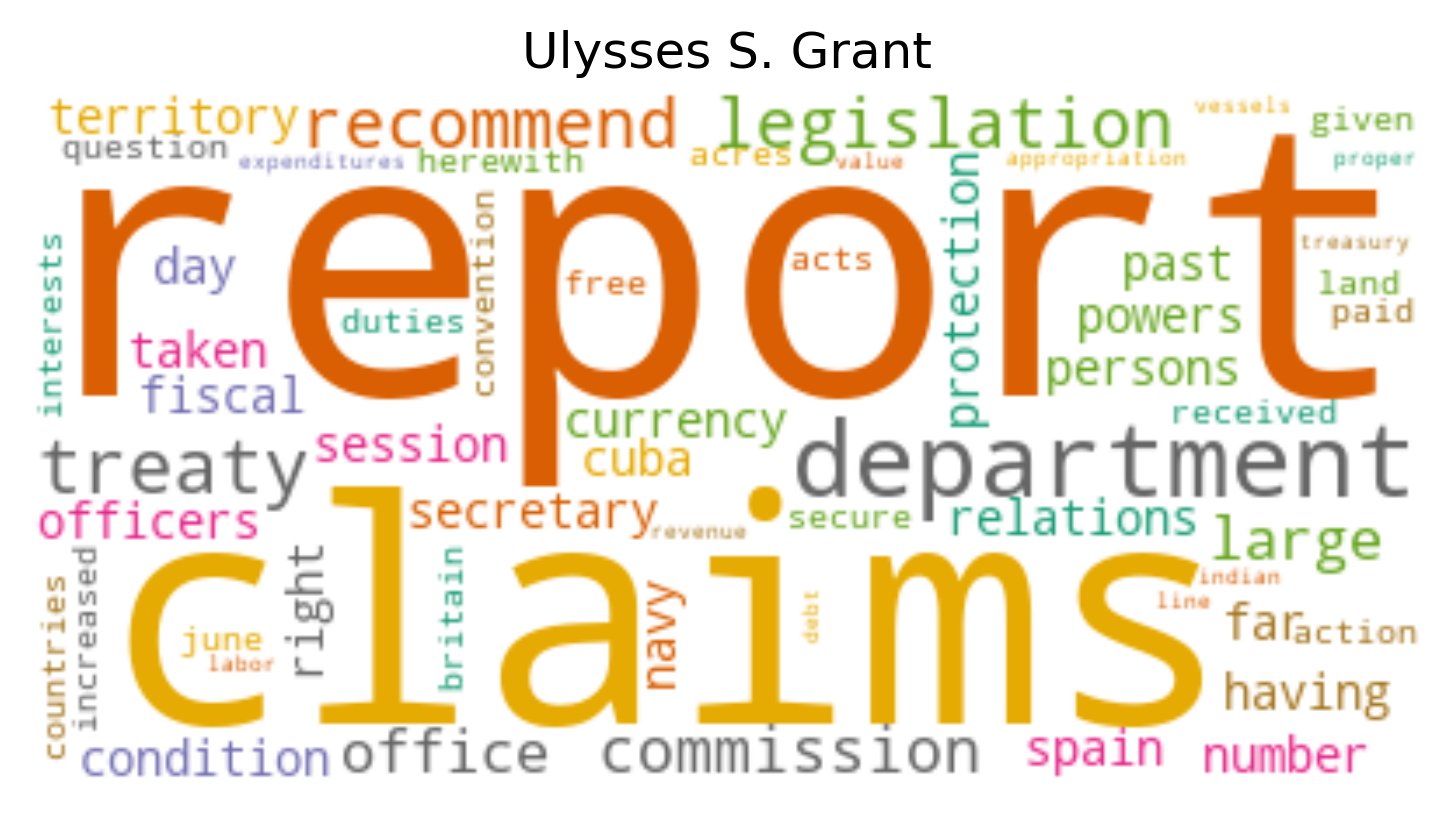 Ulysses S. Grant
territory
recommend
legislation
vessels
given
question
expenditures
herewith
acres
value
appropriation
proper
report
interests
day
convention
free
acts
protection
past
treasury
land
duties
powers
paid
taken
persons
fiscal
currency
received
treaty
session
cuba
department
officers
secretary
revenue
secure
relations
large
claims
countries
increased
right
britain
navy
debt
indian
line
june
labor
far
action
having
condition
office
commission
spain
number